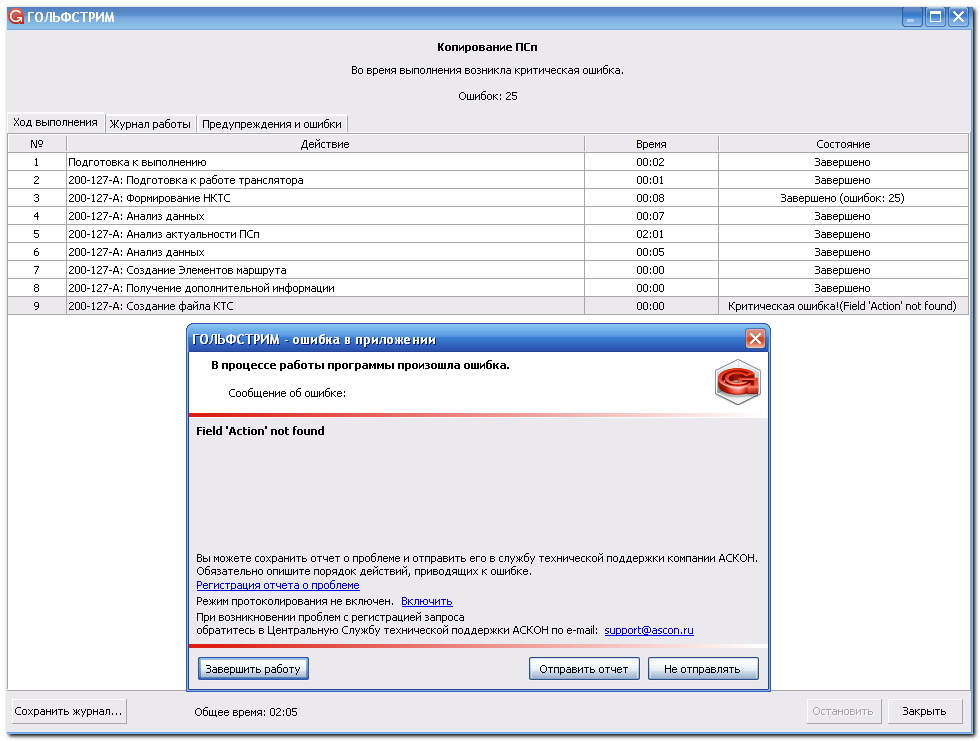 ГОЛЬФСТРИМ
Копирование ПСп
Во время выполнения возникла критическая ошибка.
Ошибок: 25
Ход выполнения Журнал работы Предупреждения и ошибки
№ Действие Время Состояние
1 Подготовка к выполнению 00:02 Завершено
2 200-127-А: Подготовка к работе транслятора 00:01 Завершено
3 200-127-А: Формирование НКТС 00:08 Завершено (ошибок: 25)
4 200-127-А: Анализ данных 00:07 Завершено
5 200-127-А: Анализ актуальности ПСп 02:01 Завершено
6 200-127-А: Анализ данных 00:05 Завершено
7 200-127-А: Создание Элементов маршрута 00:00 Завершено
8 200-127-А: Получение дополнительной информации 00:00 Завершено
9 200-127-А: Создание файла КТС 00:00 Критическая ошибка!(Field 'Action' not found)
ГОЛЬФСТРИМ - ошибка в приложении
В процессе работы программы произошла ошибка.
Сообщение об ошибке:
Field 'Action' not found
Вы можете сохранить отчет о проблеме и отправить его в службу технической поддержки компании АСКОН.
Обязательно опишите порядок действий, приводящих к ошибке.
Регистрация отчета о проблеме
Режим протоколирования не включен. Включить
При возникновении проблем с регистрацией запроса
обратитесь в Центральную Службу технической поддержки АСКОН по e-mail: support@ascon.ru
Завершить работу Отправить отчет Не отправлять
Сохранить журнал... Общее время: 02:05 Остановить Закрыть